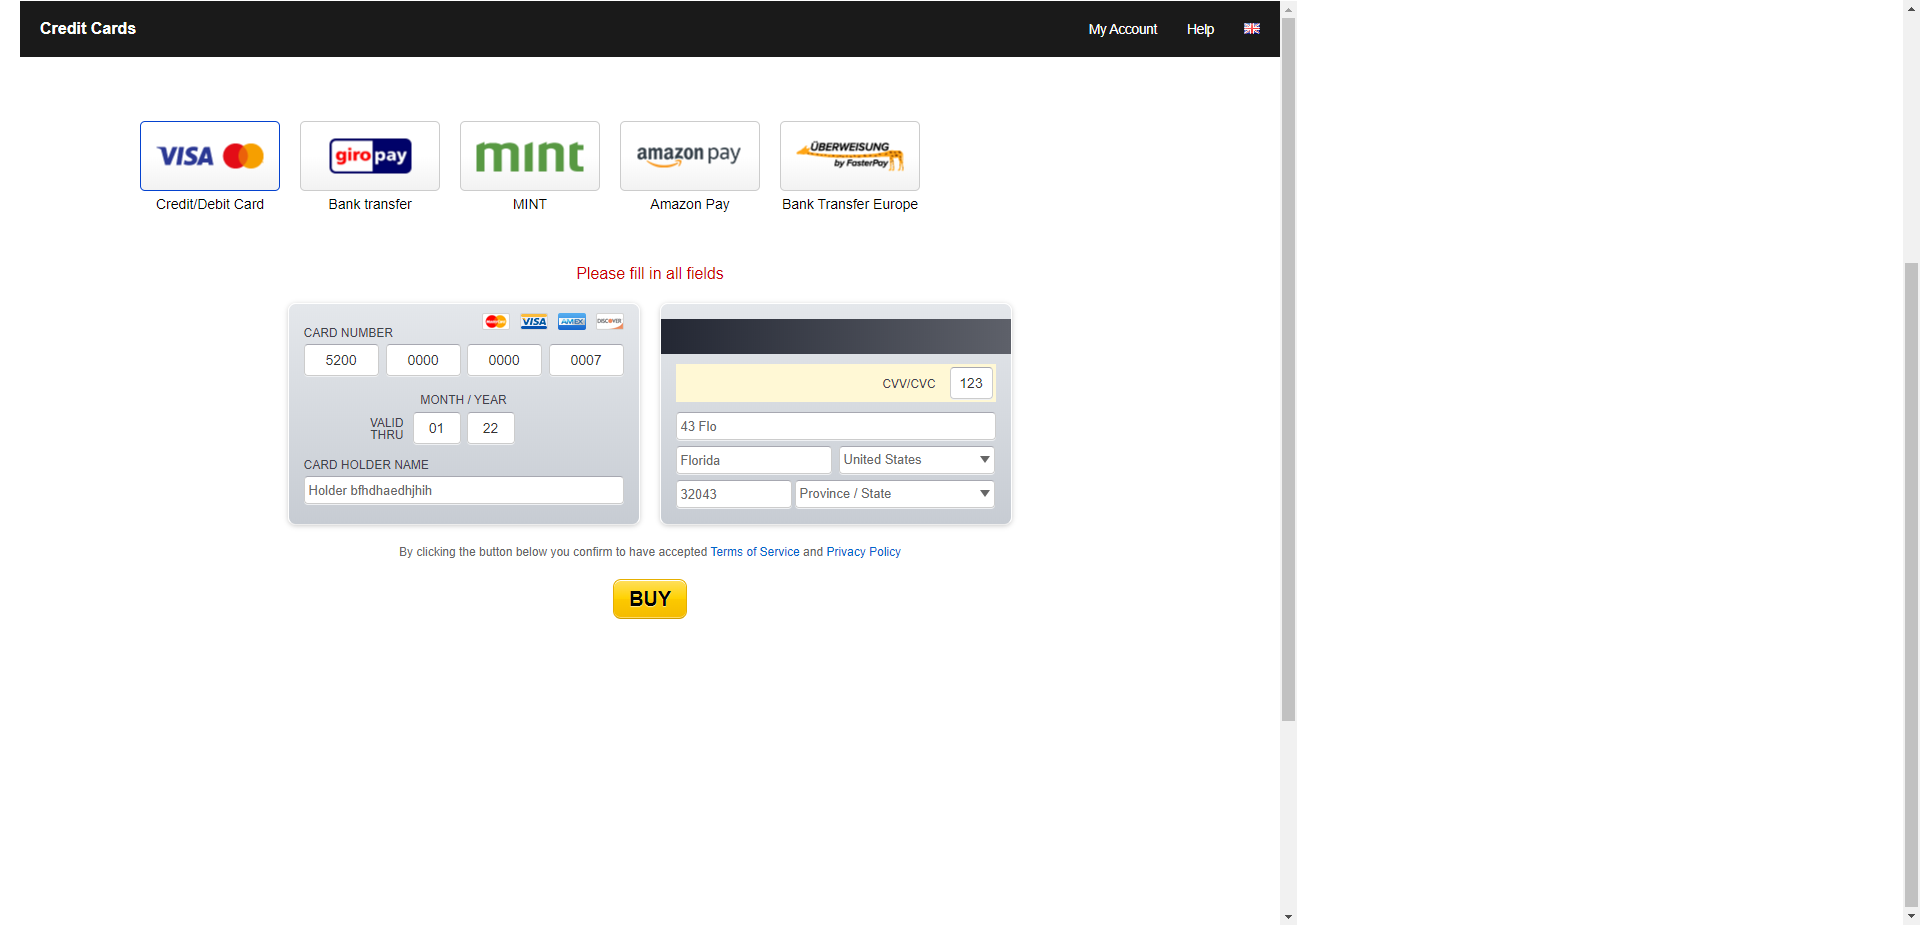 Credit Cards
My Account
Help
VISA
giropay
mint
amazon pay
ÜBERWEISUNG
by FasterPay
Credit/Debit Card
Bank transfer
MINT
Amazon Pay
Bank Transfer Europe
Please fill in all fields
VISA
AMEX
DISCOVER
CARD NUMBER
5200 0000 0000 0007
MONTH / YEAR
VALID
THRU
01 22
CARD HOLDER NAME
Holder bfhdhaedhjhih
CVV/CVC 123
43 Flo
Florida
United States
32043
Province / State
By clicking the button below you confirm to have accepted Terms of Service and Privacy Policy
BUY